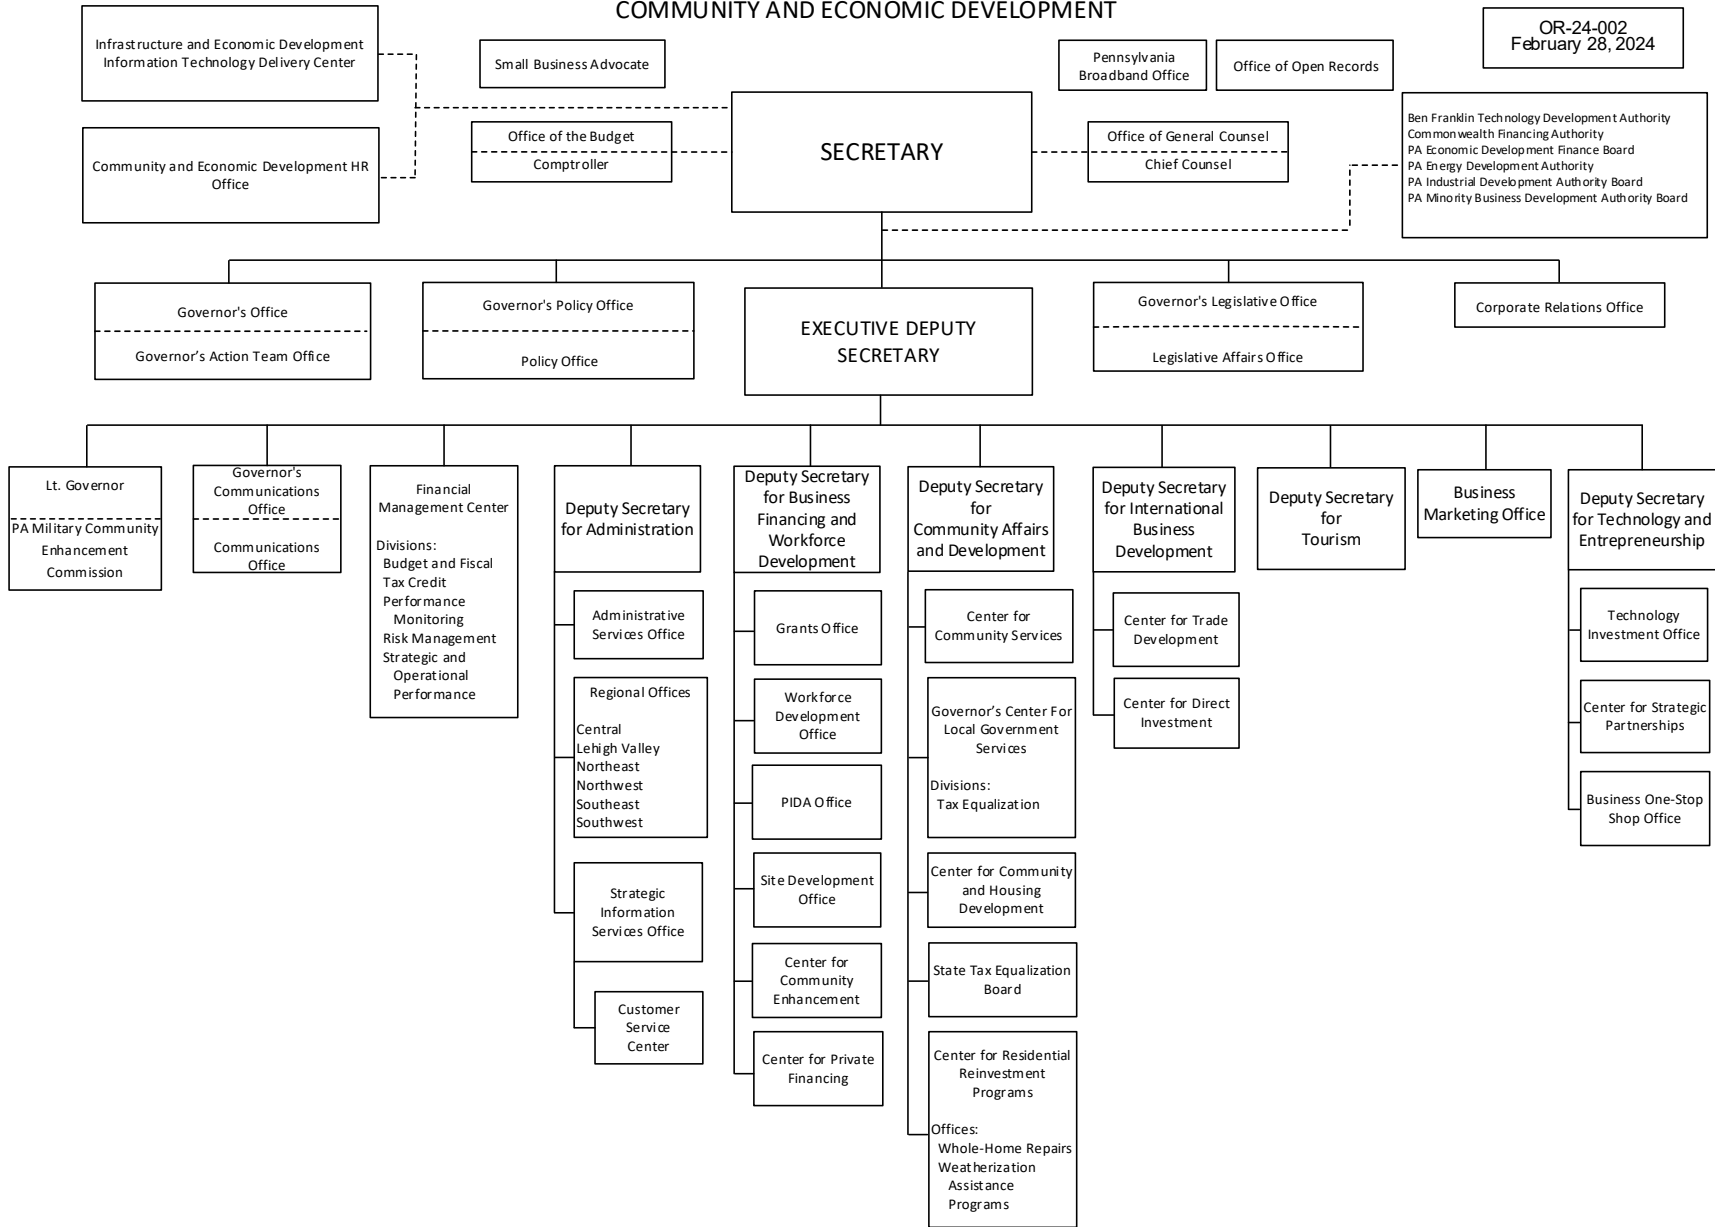 COMMUNITY AND ECONOMIC DEVELOPMENT
OR-24-002
February 28, 2024
Infrastructure and Economic Development
Information Technology Delivery Center
Small Business Advocate
Pennsylvania
Broadband Office
Office of Open Records
Community and Economic Development HR
Office
Office of the Budget
Comptroller
SECRETARY
Office of General Counsel
Chief Counsel
Ben Franklin Technology Development Authority
Commonwealth Financing Authority
PA Economic Development Finance Board
PA Energy Development Authority
PA Industrial Development Authority Board
PA Minority Business Development Authority Board
Governor's Office
Governor’s Action Team Office
Governor's Policy Office
Policy Office
EXECUTIVE DEPUTY
SECRETARY
Governor's Legislative Office
Legislative Affairs Office
Corporate Relations Office
Lt. Governor
PA Military Community
Enhancement
Commission
Governor's
Communications
Office
Communications
Office
Financial
Management Center
Divisions:
Budget and Fiscal
Tax Credit
Performance
Monitoring
Risk Management
Strategic and
Operational
Performance
Deputy Secretary
for Administration
Administrative
Services Office
Regional Offices
Central
Lehigh Valley
Northeast
Northwest
Southeast
Southwest
Strategic
Information
Services Office
Customer
Service
Center
Deputy Secretary
for Business
Financing and
Workforce
Development
Grants Office
Workforce
Development
Office
PIDA Office
Site Development
Office
Center for
Community
Enhancement
Center for Private
Financing
Deputy Secretary
for
Community Affairs
and Development
Center for
Community Services
Governor’s Center For
Local Government
Services
Divisions:
Tax Equalization
Center for Community
and Housing
Development
State Tax Equalization
Board
Center for Residential
Reinvestment
Programs
Offices:
Whole-Home Repairs
Weatherization
Assistance
Programs
Deputy Secretary
for International
Business
Development
Center for Trade
Development
Center for Direct
Investment
Deputy Secretary
for
Tourism
Business
Marketing Office
Deputy Secretary
for Technology and
Entrepreneurship
Technology
Investment Office
Center for Strategic
Partnerships
Business One-Stop
Shop Office